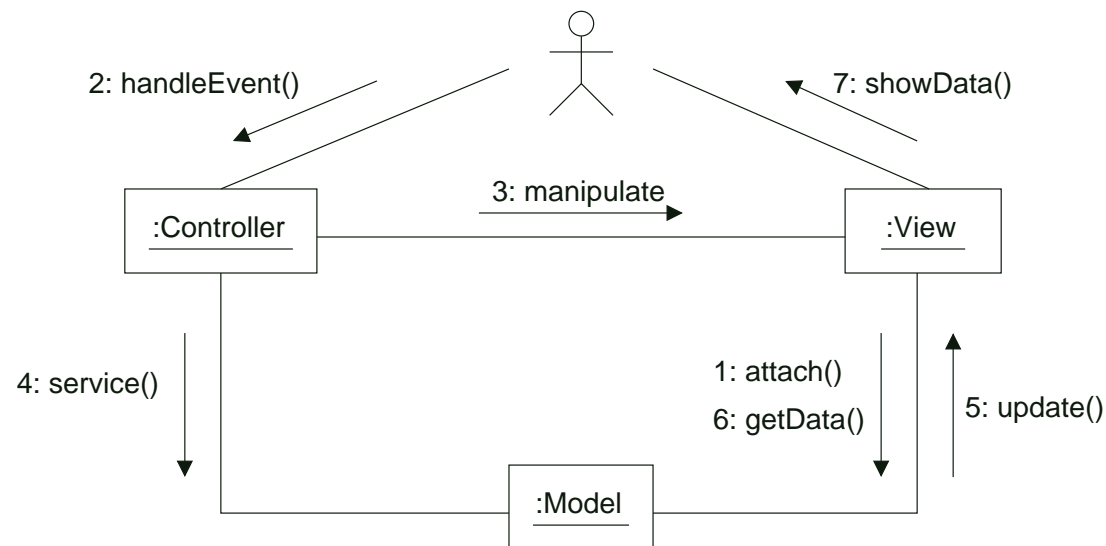 2: handleEvent()
7: showData()
3: manipulate
:Controller
:View
4: service()
1: attach()
6: getData()
5: update()
:Model